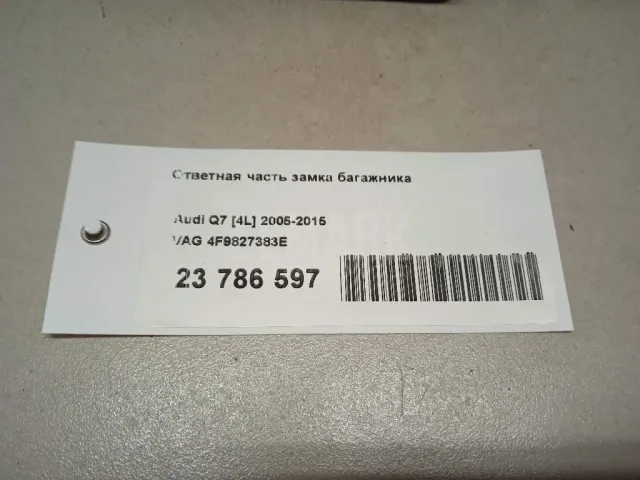 Ответная часть замка багажника
Audi Q7 [4L] 2005-2015
VAG 4F9827383E
23 786 597